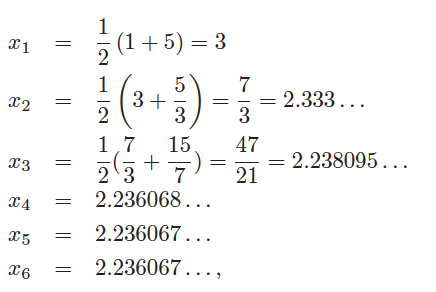 x₁ = 1/2 (1 + 5) = 3
x₂ = 1/2 (3 + 5/3) = 7/3 = 2.333 . . .
x₃ = 1/2 (7/3 + 15/7) = 47/21 = 2.238095 . . .
x₄ = 2.236068 . . .
x₅ = 2.236067 . . .
x₆ = 2.236067 . . . ,